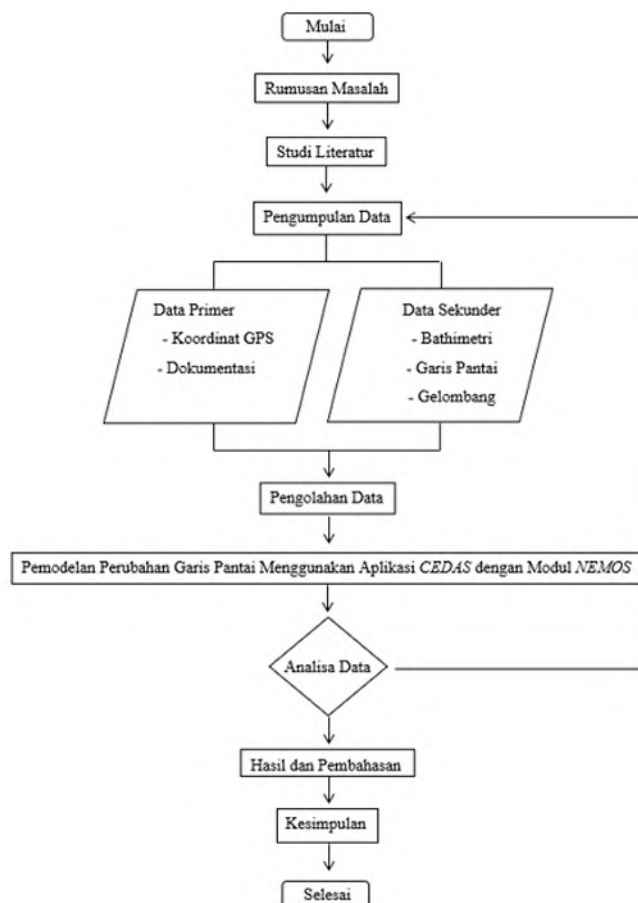 Mulai
Rumusan Masalah
Studi Literatur
Pengumpulan Data
Data Primer
- Koordinat GPS
- Dokumentasi
Data Sekunder
- Bathimetri
- Garis Pantai
- Gelombang
Pengolahan Data
Pemodelan Perubahan Garis Pantai Menggunakan Aplikasi CEDAS dengan Modul NEMOS
Analisa Data
Hasil dan Pembahasan
Kesimpulan
Selesai